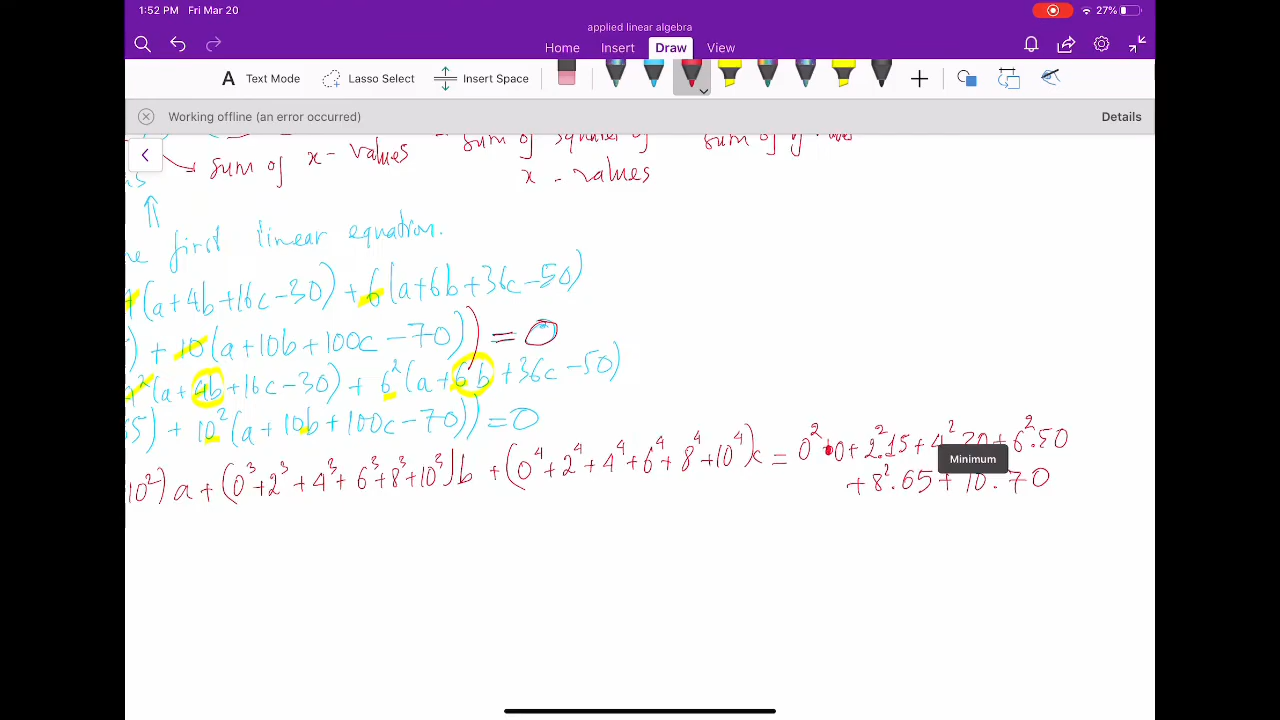 1:52 PM Fri Mar 20
27%
applied linear algebra
Home Insert Draw View
A Text Mode Lasso Select Insert Space
Working offline (an error occurred) Details
sum of x - values sum of squares of sum of y
x - values
first linear equation.
(a+4b+16c-30) + 6(a+6b+36c-50)
) + 10(a+10b+100c-70)) = 0
(a+4b+16c-30) + 6²(a+6b+36c-50)
) + 10²(a+10b+100c-70)) = 0
10²)a + (0³+2³+4³+6³+8³+10³)b + (0⁴+2⁴+4⁴+6⁴+8⁴+10⁴)c = 0²·0+2²·15+4² +6²·50
Minimum
+8²·65+10·70